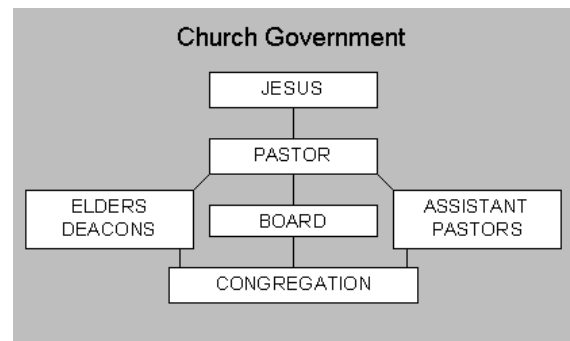 Church Government
JESUS
PASTOR
ELDERS
DEACONS
BOARD
ASSISTANT
PASTORS
CONGREGATION